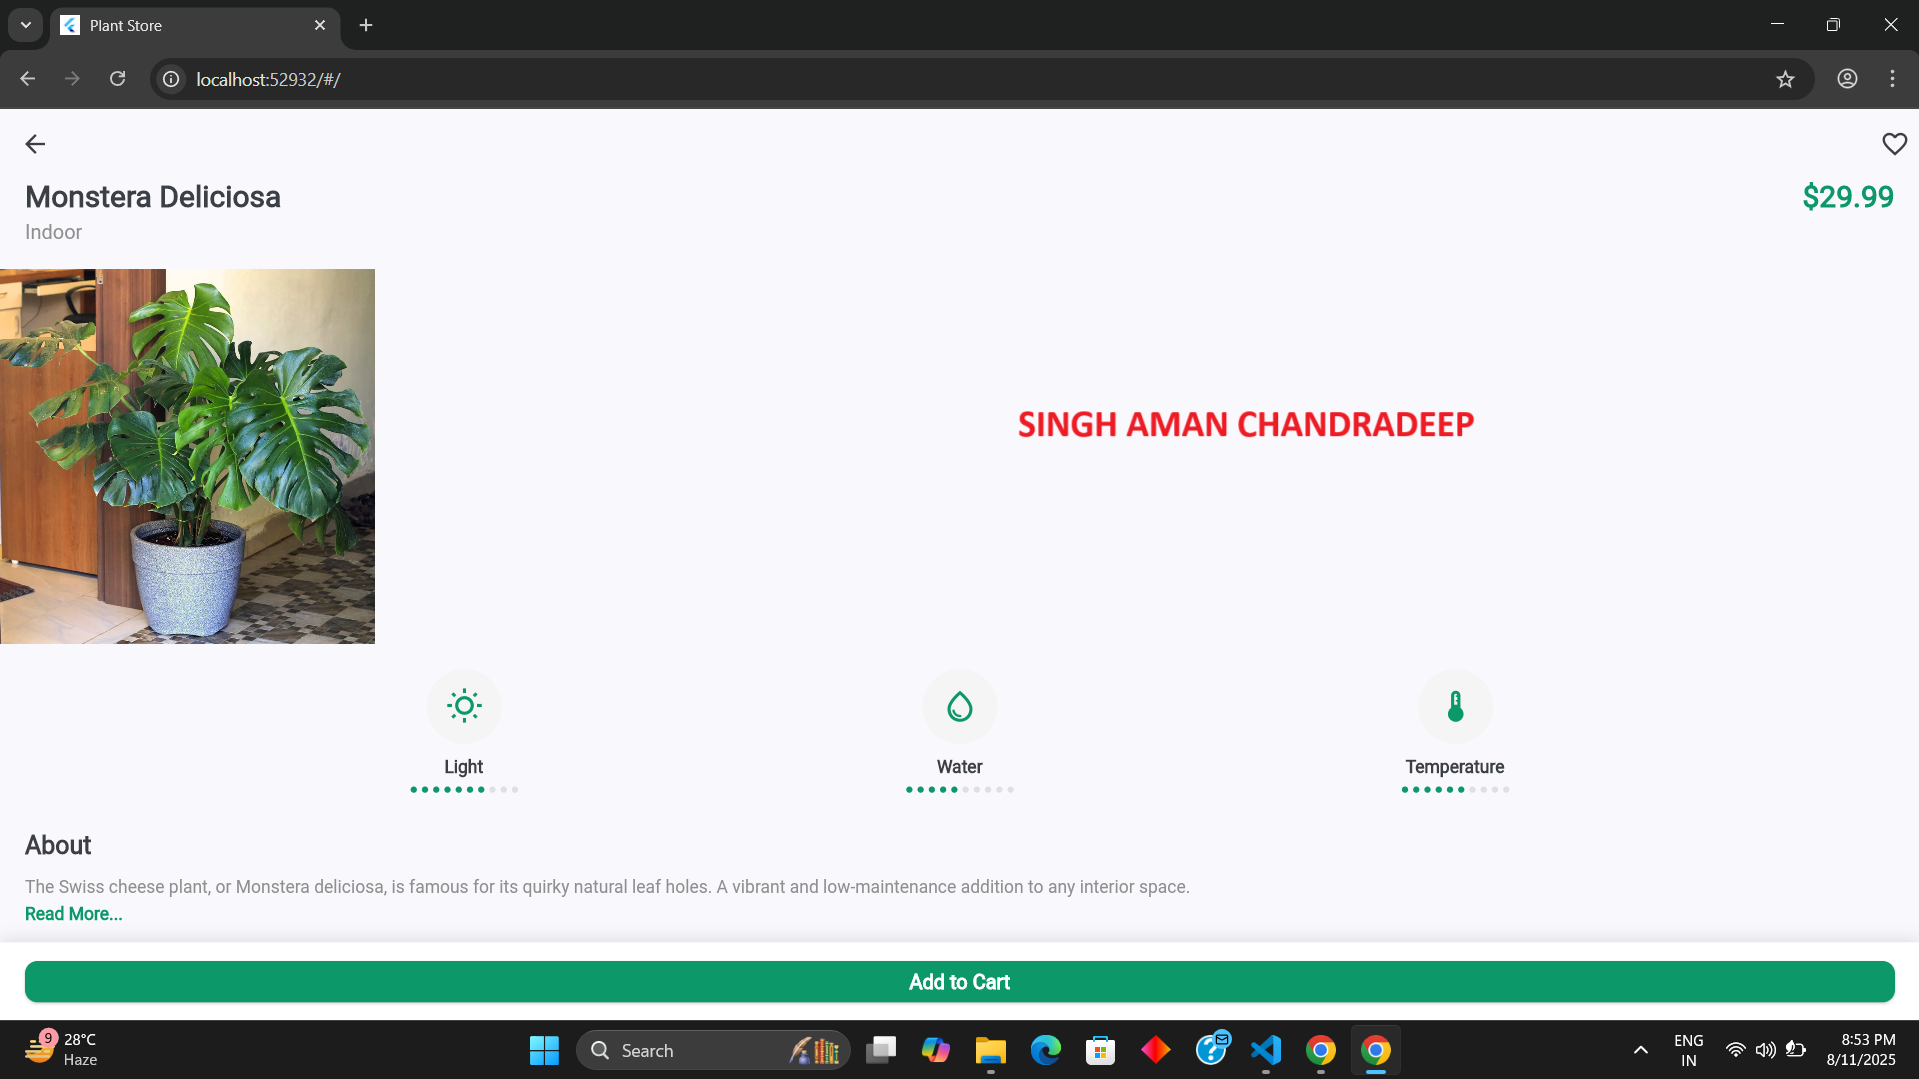 Plant Store
localhost:52932/#/
Monstera Deliciosa
$29.99
Indoor
SINGH AMAN CHANDRADEEP
Light
Water
Temperature
About
The Swiss cheese plant, or Monstera deliciosa, is famous for its quirky natural leaf holes. A vibrant and low-maintenance addition to any interior space.
Read More...
Add to Cart
9
28°C
Haze
Search
ENG
IN
8:53 PM
8/11/2025